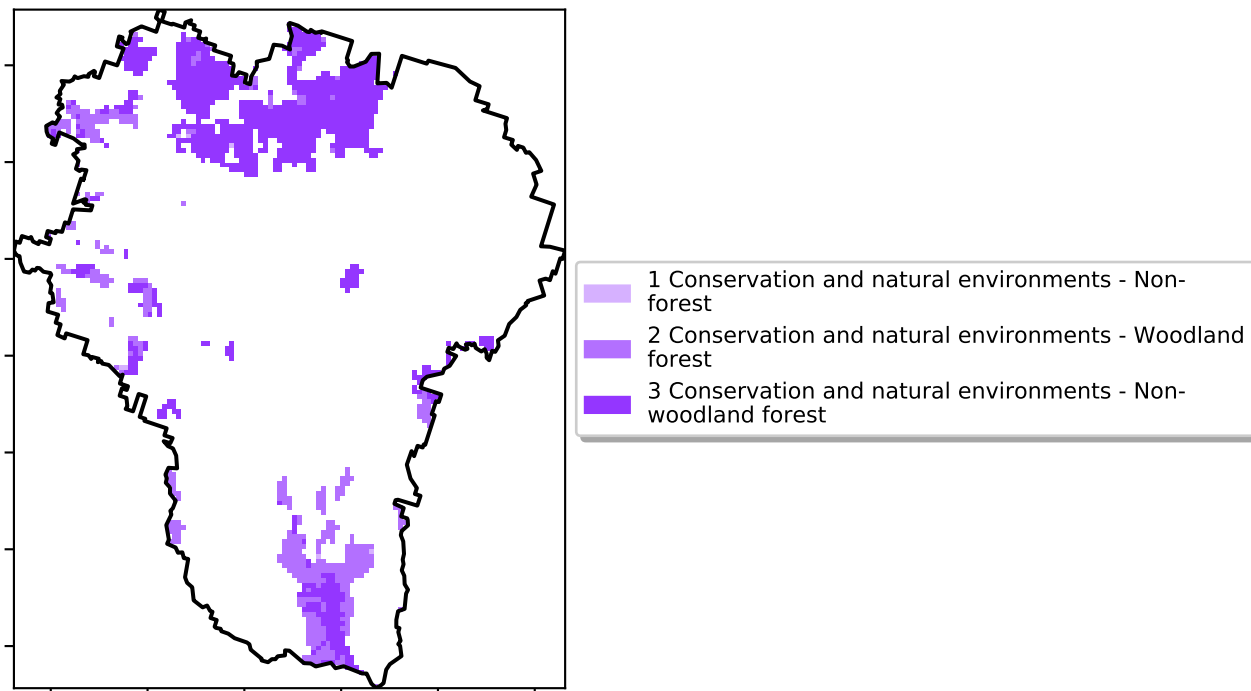 1 Conservation and natural environments - Non-
forest
2 Conservation and natural environments - Woodland
forest
3 Conservation and natural environments - Non-
woodland forest